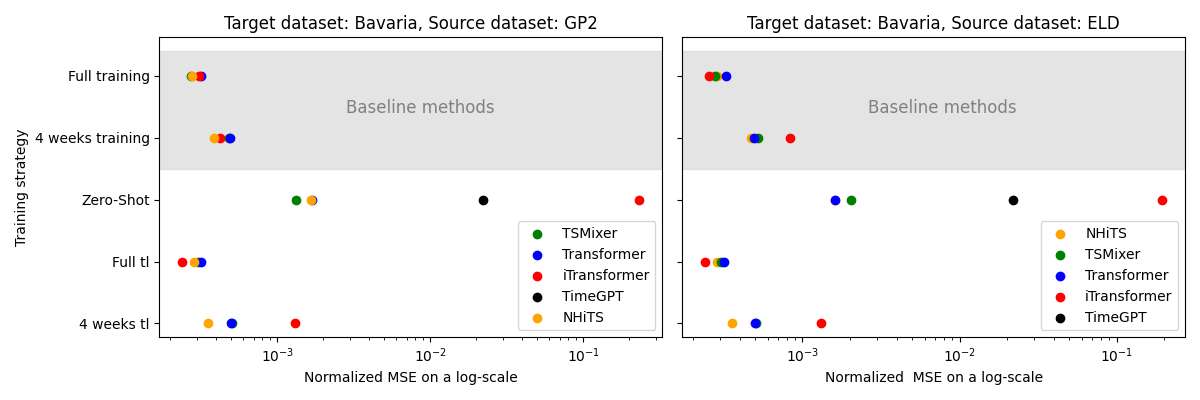 Target dataset: Bavaria, Source dataset: GP2
Target dataset: Bavaria, Source dataset: ELD
Training strategy
Full training
4 weeks training
Zero-Shot
Full tl
4 weeks tl
Baseline methods
Baseline methods
TSMixer
Transformer
iTransformer
TimeGPT
NHiTS
NHiTS
TSMixer
Transformer
iTransformer
TimeGPT
10⁻³
10⁻²
10⁻¹
10⁻³
10⁻²
10⁻¹
Normalized MSE on a log-scale
Normalized  MSE on a log-scale